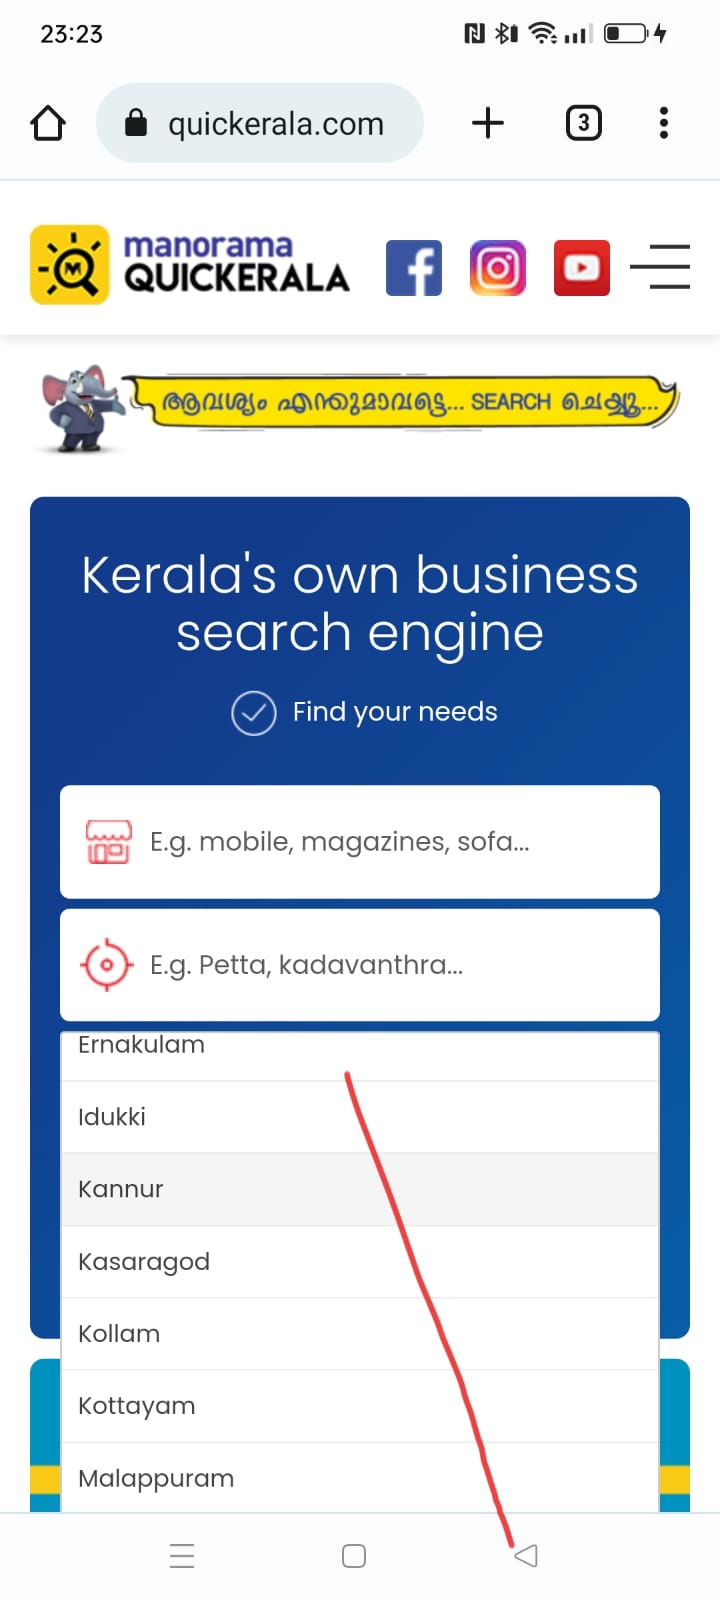 23:23
quickerala.com
3
manorama
QUICKERALA
ആവശ്യം എന്തുമാവട്ടെ... SEARCH ചെയ്യൂ...
Kerala's own business
search engine
Find your needs
E.g. mobile, magazines, sofa...
E.g. Petta, kadavanthra...
Ernakulam
Idukki
Kannur
Kasaragod
Kollam
Kottayam
Malappuram